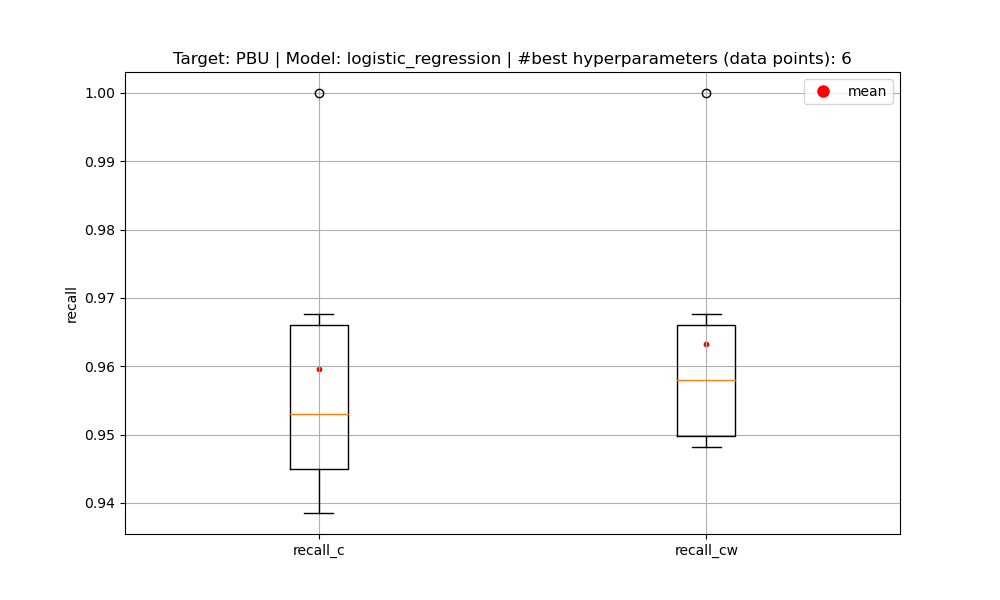 Target: PBU | Model: logistic_regression | #best hyperparameters (data points): 6
mean
1.00
0.99
0.98
0.97
0.96
0.95
0.94
recall
recall_c
recall_cw